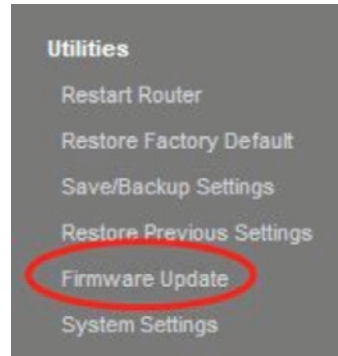 Utilities
Restart Router
Restore Factory Default
Save/Backup Settings
Restore Previous Settings
Firmware Update
System Settings